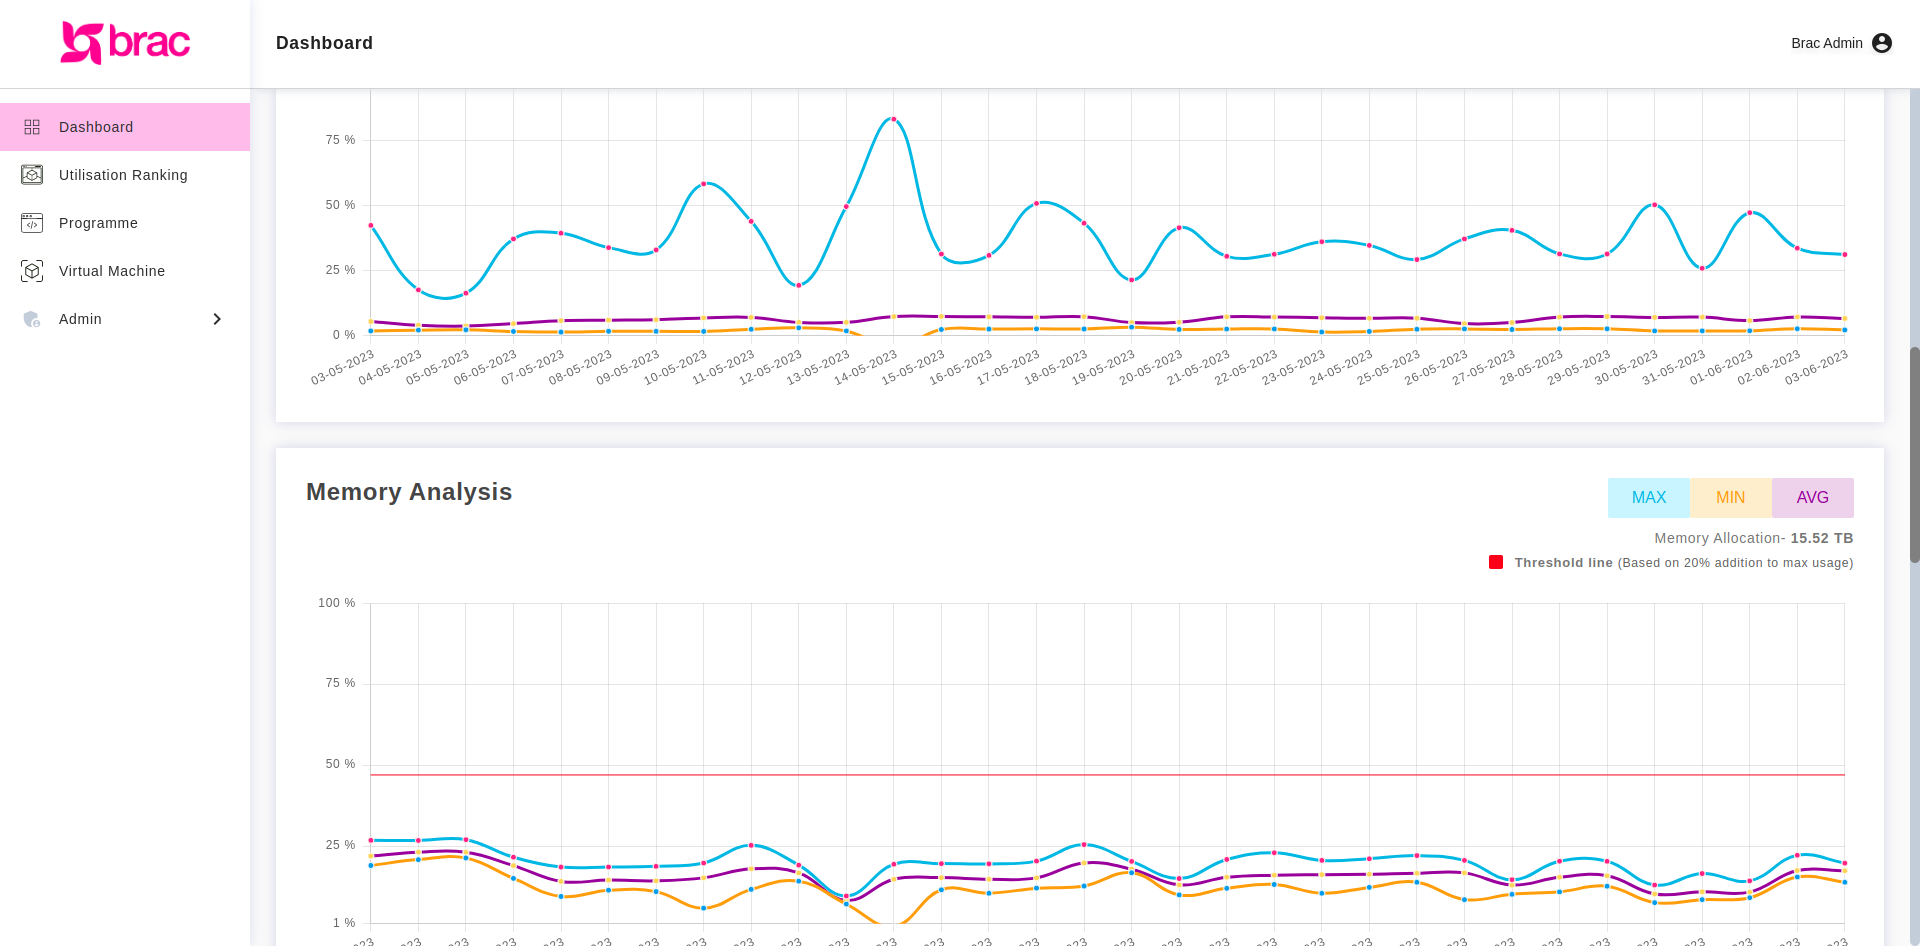 brac
Dashboard
Brac Admin
Dashboard
Utilisation Ranking
Programme
Virtual Machine
Admin
75 %
50 %
25 %
0 %
03-05-2023 04-05-2023 05-05-2023 06-05-2023 07-05-2023 08-05-2023 09-05-2023 10-05-2023 11-05-2023 12-05-2023 13-05-2023 14-05-2023 15-05-2023 16-05-2023 17-05-2023 18-05-2023 19-05-2023 20-05-2023 21-05-2023 22-05-2023 23-05-2023 24-05-2023 25-05-2023 26-05-2023 27-05-2023 28-05-2023 29-05-2023 30-05-2023 31-05-2023 01-06-2023 02-06-2023 03-06-2023
Memory Analysis
MAX MIN AVG
Memory Allocation- 15.52 TB
Threshold line (Based on 20% addition to max usage)
100 %
75 %
50 %
25 %
1 %